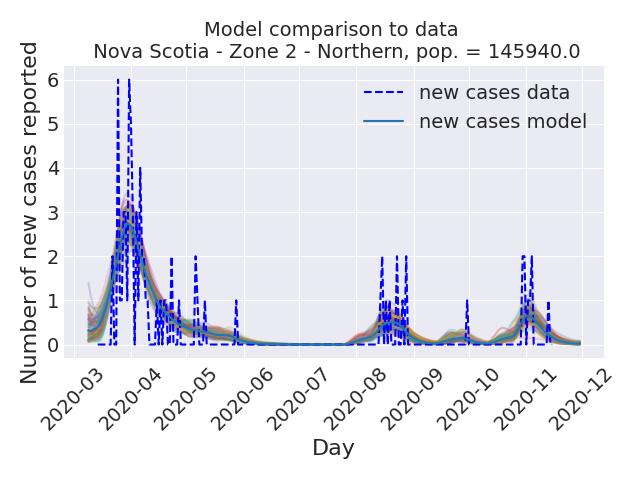 Model comparison to data
Nova Scotia - Zone 2 - Northern, pop. = 145940.0
Number of new cases reported
6
5
4
3
2
1
0
new cases data
new cases model
2020-03
2020-04
2020-05
2020-06
2020-07
2020-08
2020-09
2020-10
2020-11
2020-12
Day